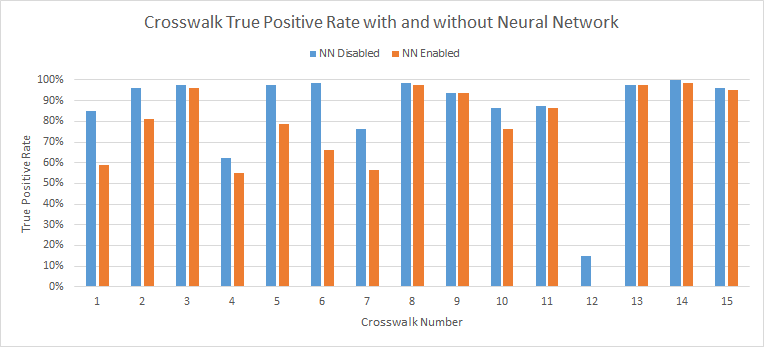 Crosswalk True Positive Rate with and without Neural Network
NN Disabled NN Enabled
100%
90%
80%
70%
60%
50%
40%
30%
20%
10%
0%
True Positive Rate
1 2 3 4 5 6 7 8 9 10 11 12 13 14 15
Crosswalk Number